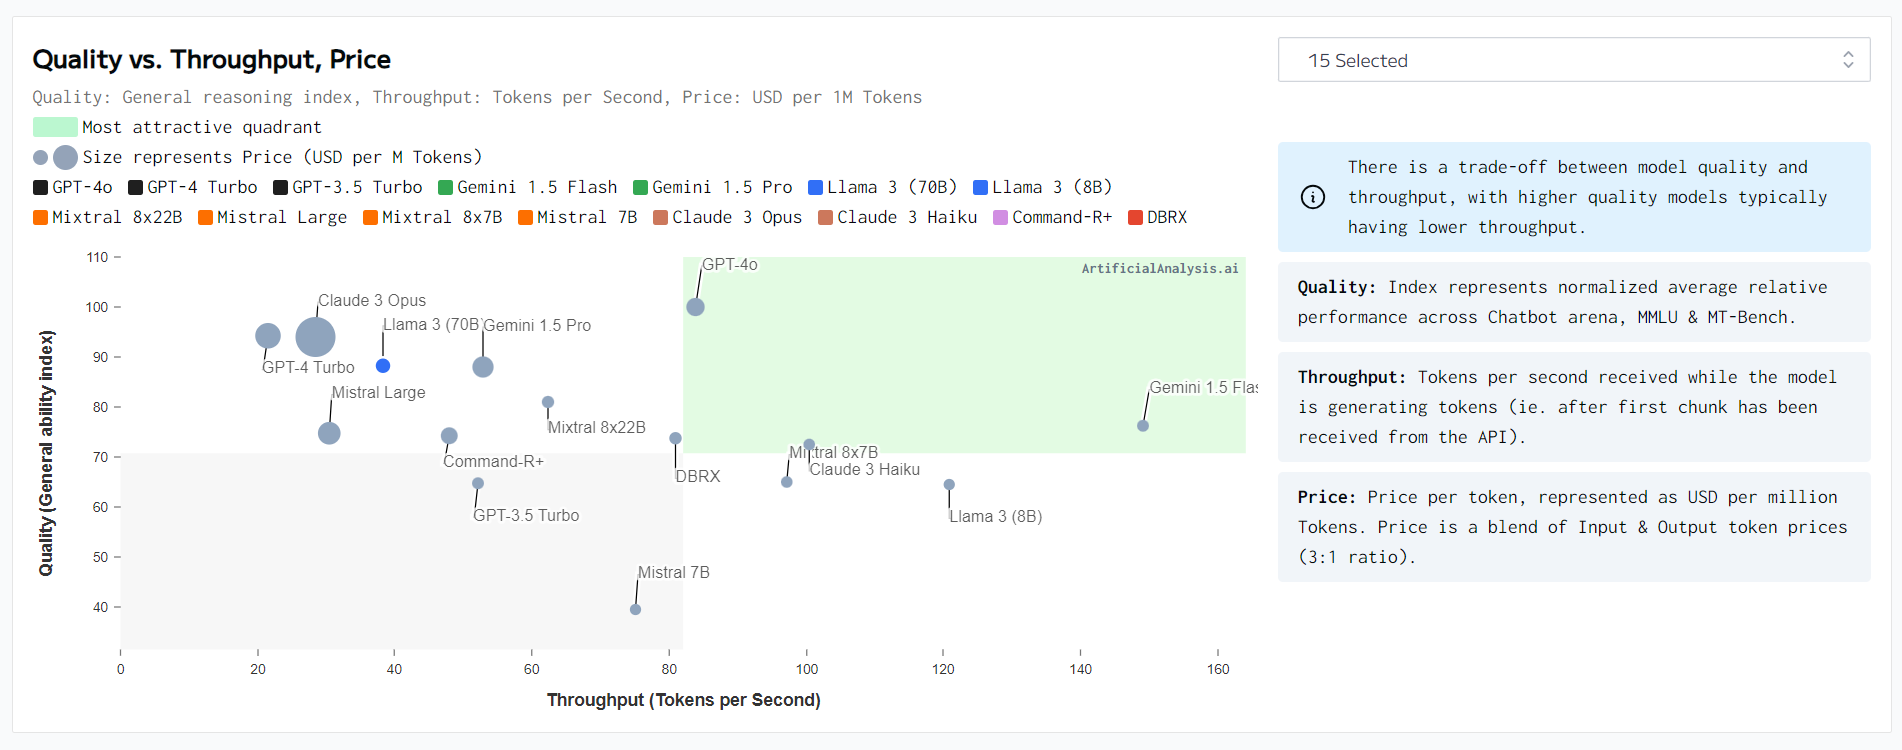 Quality vs. Throughput, Price
Quality: General reasoning index, Throughput: Tokens per Second, Price: USD per 1M Tokens
Most attractive quadrant
Size represents Price (USD per M Tokens)
GPT-4o GPT-4 Turbo GPT-3.5 Turbo Gemini 1.5 Flash Gemini 1.5 Pro Llama 3 (70B) Llama 3 (8B)
Mixtral 8x22B Mistral Large Mixtral 8x7B Mistral 7B Claude 3 Opus Claude 3 Haiku Command-R+ DBRX
110
100
90
80
70
60
50
40
Quality (General ability index)
GPT-4o
ArtificialAnalysis.ai
Claude 3 Opus
Llama 3 (70B)
Gemini 1.5 Pro
GPT-4 Turbo
Mistral Large
Gemini 1.5 Flas
Mixtral 8x22B
Mixtral 8x7B
Command-R+
Claude 3 Haiku
DBRX
GPT-3.5 Turbo
Llama 3 (8B)
Mistral 7B
0 20 40 60 80 100 120 140 160
Throughput (Tokens per Second)
15 Selected
There is a trade-off between model quality and
throughput, with higher quality models typically
having lower throughput.
Quality: Index represents normalized average relative
performance across Chatbot arena, MMLU & MT-Bench.
Throughput: Tokens per second received while the model
is generating tokens (ie. after first chunk has been
received from the API).
Price: Price per token, represented as USD per million
Tokens. Price is a blend of Input & Output token prices
(3:1 ratio).